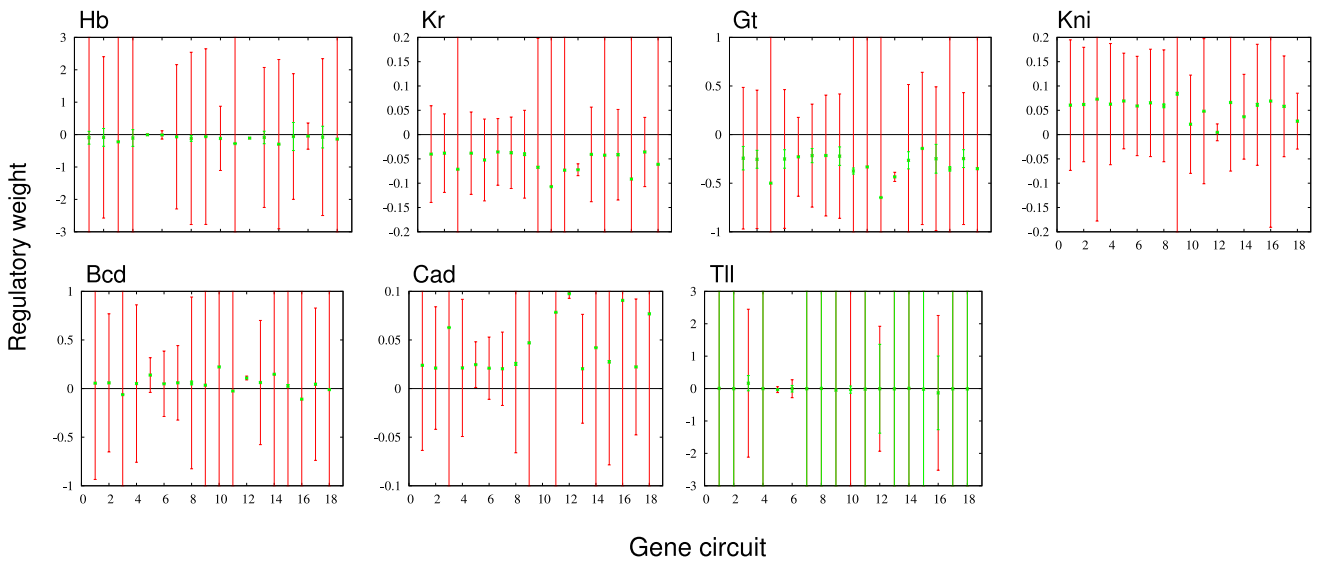 Hb Kr Gt Kni
3 0.2 1 0.2
2 0.15 0.15
0.1 0.5 0.1
1 0.05 0.05
0 0 0 0
-1 -0.05 -0.05
-0.1 -0.5 -0.1
-2 -0.15 -0.15
-3 -0.2 -1 -0.2
0 2 4 6 8 10 12 14 16 18
Regulatory weight
Bcd Cad Tll
1 0.1 3
2
0.5 0.05 1
0 0 0
-0.5 -0.05 -1
-2
-1 -0.1 -3
0 2 4 6 8 10 12 14 16 18 0 2 4 6 8 10 12 14 16 18 0 2 4 6 8 10 12 14 16 18
Gene circuit